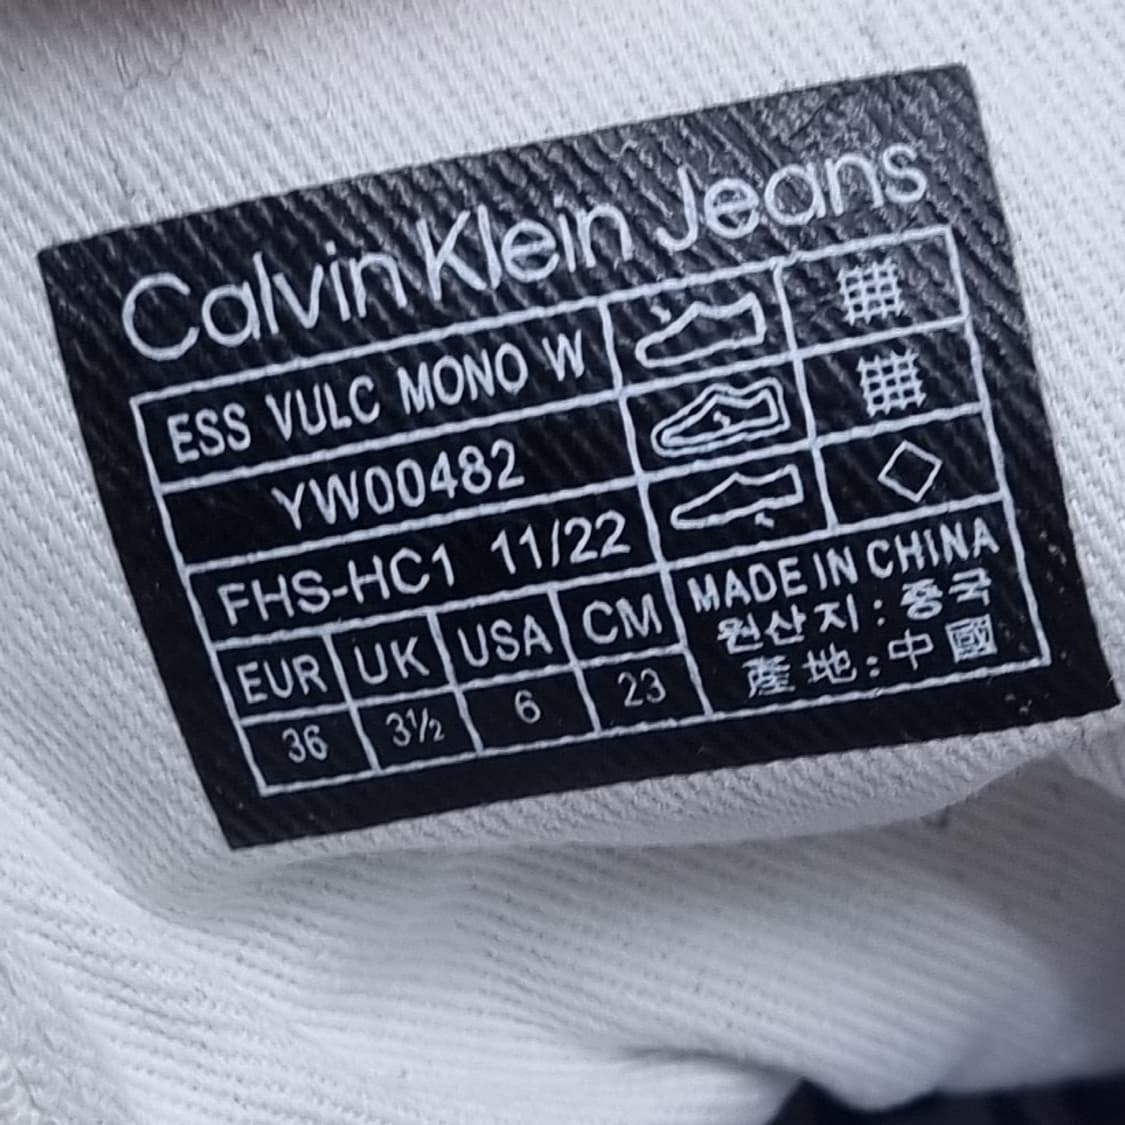 Calvin Klein Jeans
ESS VULC MONO W
YW00482
FHS-HC1 11/22
EUR UK USA CM
36 3½ 6 23
MADE IN CHINA
원산지 : 중국
產地 : 中國